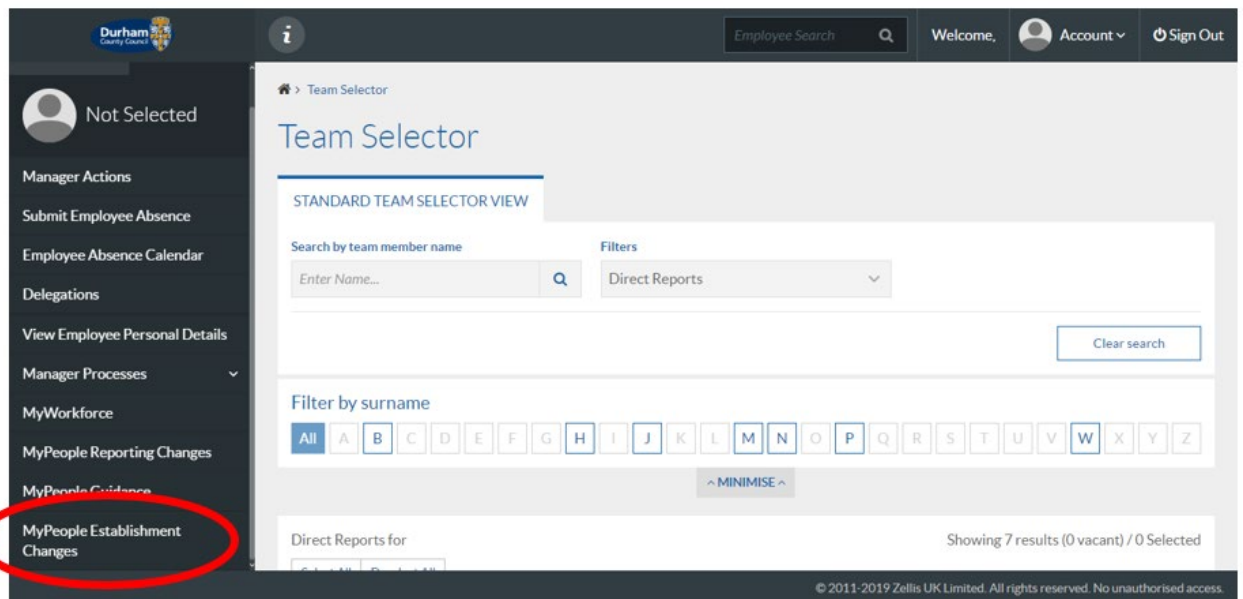 Durham
County Council
i
Employee Search
Welcome,
Account
Sign Out
Not Selected
Manager Actions
Submit Employee Absence
Employee Absence Calendar
Delegations
View Employee Personal Details
Manager Processes
MyWorkforce
MyPeople Reporting Changes
MyPeople Guidance
MyPeople Establishment
Changes
> Team Selector
Team Selector
STANDARD TEAM SELECTOR VIEW
Search by team member name
Filters
Enter Name...
Direct Reports
Clear search
Filter by surname
All A B C D E F G H I J K L M N O P Q R S T U V W X Y Z
MINIMISE
Direct Reports for
Showing 7 results (0 vacant) / 0 Selected
Select All Deselect All
© 2011-2019 Zellis UK Limited. All rights reserved. No unauthorised access.